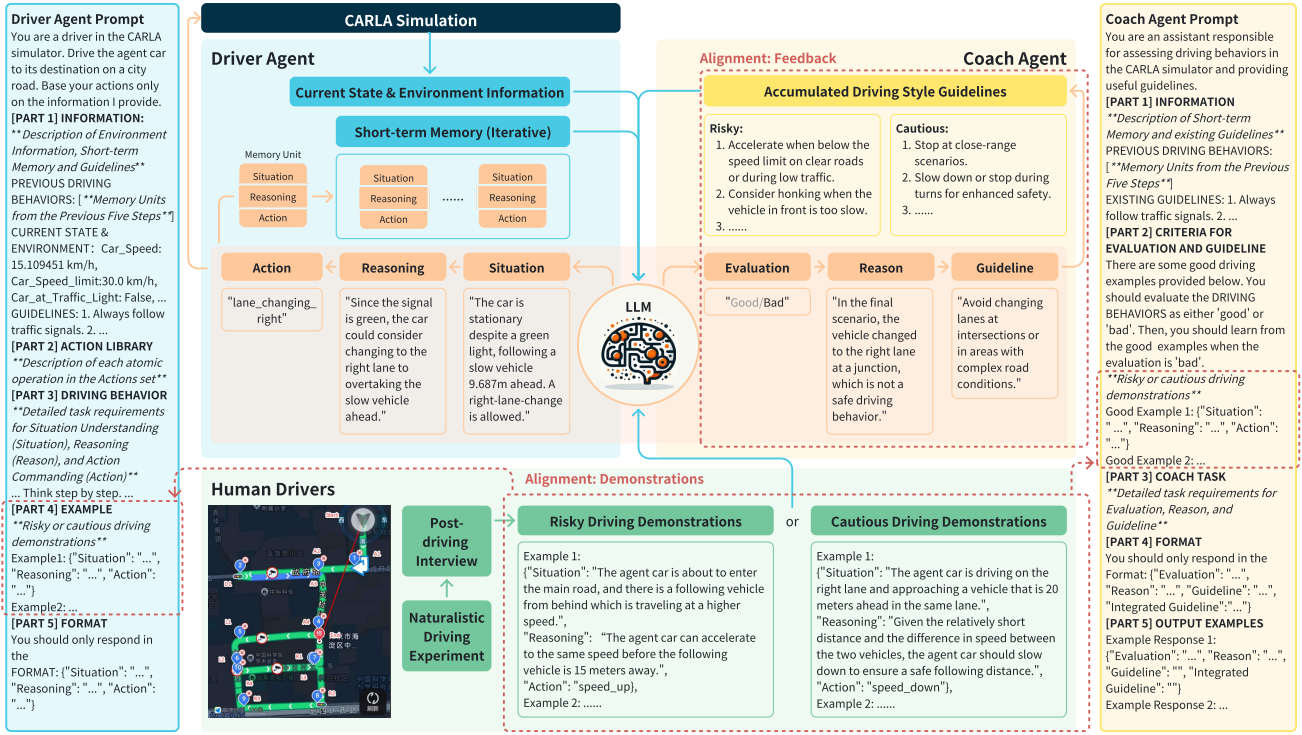 Driver Agent Prompt
You are a driver in the CARLA
simulator. Drive the agent car
to its destination on a city
road. Base your actions only
on the information I provide.
[PART 1] INFORMATION:
**Description of Environment
Information, Short-term
Memory and Guidelines**
PREVIOUS DRIVING
BEHAVIORS: [**Memory Units
from the Previous Five Steps**]
CURRENT STATE &
ENVIRONMENT: Car_Speed:
15.109451 km/h,
Car_Speed_limit:30.0 km/h,
Car_at_Traffic_Light: False, ...
GUIDELINES: 1. Always follow
traffic signals. 2. ...
[PART 2] ACTION LIBRARY
**Description of each atomic
operation in the Actions set**
[PART 3] DRIVING BEHAVIOR
**Detailed task requirements
for Situation Understanding
(Situation), Reasoning
(Reason), and Action
Commanding (Action)**
... Think step by step. ...
[PART 4] EXAMPLE
**Risky or cautious driving
demonstrations**
Example1: {"Situation": "...",
"Reasoning": "...", "Action":
"..."}
Example2: ...
[PART 5] FORMAT
You should only respond in
the
FORMAT: {"Situation": "...",
"Reasoning": "...", "Action":
"..."}
CARLA Simulation
Driver Agent
Current State & Environment Information
Short-term Memory (Iterative)
Memory Unit
Situation
Reasoning
Action
Situation
Reasoning
Action
......
Situation
Reasoning
Action
Action
"lane_changing_
right"
Reasoning
"Since the signal
is green, the car
could consider
changing to the
right lane to
overtaking the
slow vehicle
ahead."
Situation
"The car is
stationary
despite a green
light, following a
slow vehicle
9.687m ahead. A
right-lane-change
is allowed."
LLM
Alignment: Feedback
Coach Agent
Accumulated Driving Style Guidelines
Risky:
1. Accelerate when below the
speed limit on clear roads
or during low traffic.
2. Consider honking when the
vehicle in front is too slow.
3. ......
Cautious:
1. Stop at close-range
scenarios.
2. Slow down or stop during
turns for enhanced safety.
3. ......
Evaluation
"Good/Bad"
Reason
"In the final
scenario, the
vehicle changed
to the right lane
at a junction,
which is not a
safe driving
behavior."
Guideline
"Avoid changing
lanes at
intersections or
in areas with
complex road
conditions."
Human Drivers
Post-
driving
Interview
Naturalistic
Driving
Experiment
Alignment: Demonstrations
Risky Driving Demonstrations
Example 1:
{"Situation": "The agent car is about to enter
the main road, and there is a following vehicle
from behind which is traveling at a higher
speed.",
"Reasoning": “The agent car can accelerate
to the same speed before the following
vehicle is 15 meters away.",
"Action": "speed_up},
Example 2: ......
or
Cautious Driving Demonstrations
Example 1:
{"Situation": "The agent car is driving on the
right lane and approaching a vehicle that is 20
meters ahead in the same lane.",
"Reasoning": "Given the relatively short
distance and the difference in speed between
the two vehicles, the agent car should slow
down to ensure a safe following distance.",
"Action": "speed_down"},
Example 2: ......
Coach Agent Prompt
You are an assistant responsible
for assessing driving behaviors in
the CARLA simulator and providing
useful guidelines.
[PART 1] INFORMATION
**Description of Short-term
Memory and existing Guidelines**
PREVIOUS DRIVING BEHAVIORS:
[**Memory Units from the Previous
Five Steps**]
EXISTING GUIDELINES: 1. Always
follow traffic signals. 2. ...
[PART 2] CRITERIA FOR
EVALUATION AND GUIDELINE
There are some good driving
examples provided below. You
should evaluate the DRIVING
BEHAVIORS as either 'good' or
'bad'. Then, you should learn from
the good examples when the
evaluation is 'bad'.
**Risky or cautious driving
demonstrations**
Good Example 1: {"Situation":
"...", "Reasoning": "...", "Action":
"..."}
Good Example 2: ...
[PART 3] COACH TASK
**Detailed task requirements for
Evaluation, Reason, and
Guideline**
[PART 4] FORMAT
You should only respond in the
Format: {"Evaluation": "...",
"Reason": "...", "Guideline": "...",
"Integrated Guideline":"..."}
[PART 5] OUTPUT EXAMPLES
Example Response 1:
{"Evaluation": "...", "Reason": "...",
"Guideline": "", "Integrated
Guideline": ""}
Example Response 2: ...